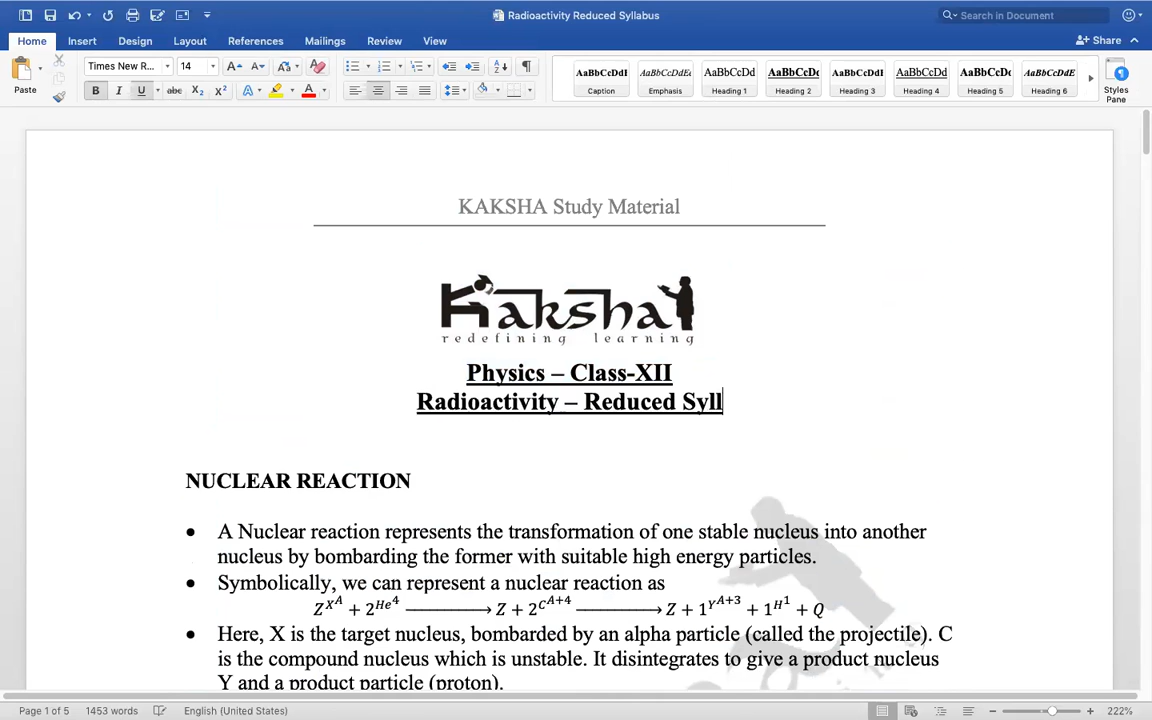 Radioactivity Reduced Syllabus
Search in Document
Home Insert Design Layout References Mailings Review View
Share
Paste
Times New R...
14
AaBbCcDdI AaBbCcDdEe AaBbCcDd AaBbCcDc AaBbCcDdI AaBbCcDd AaBbCcDc AaBbCcDdE
Caption Emphasis Heading 1 Heading 2 Heading 3 Heading 4 Heading 5 Heading 6
Styles
Pane
KAKSHA Study Material
Kaksha
redefining learning
Physics – Class-XII
Radioactivity – Reduced Syll
NUCLEAR REACTION
• A Nuclear reaction represents the transformation of one stable nucleus into another
nucleus by bombarding the former with suitable high energy particles.
• Symbolically, we can represent a nuclear reaction as
Z^{X^A} + 2^{He^4} ⟶ Z + 2^{C^{A+4}} ⟶ Z + 1^{Y^{A+3}} + 1^{H^1} + Q
• Here, X is the target nucleus, bombarded by an alpha particle (called the projectile). C
is the compound nucleus which is unstable. It disintegrates to give a product nucleus
Y and a product particle (proton).
Page 1 of 5 1453 words English (United States) 222%